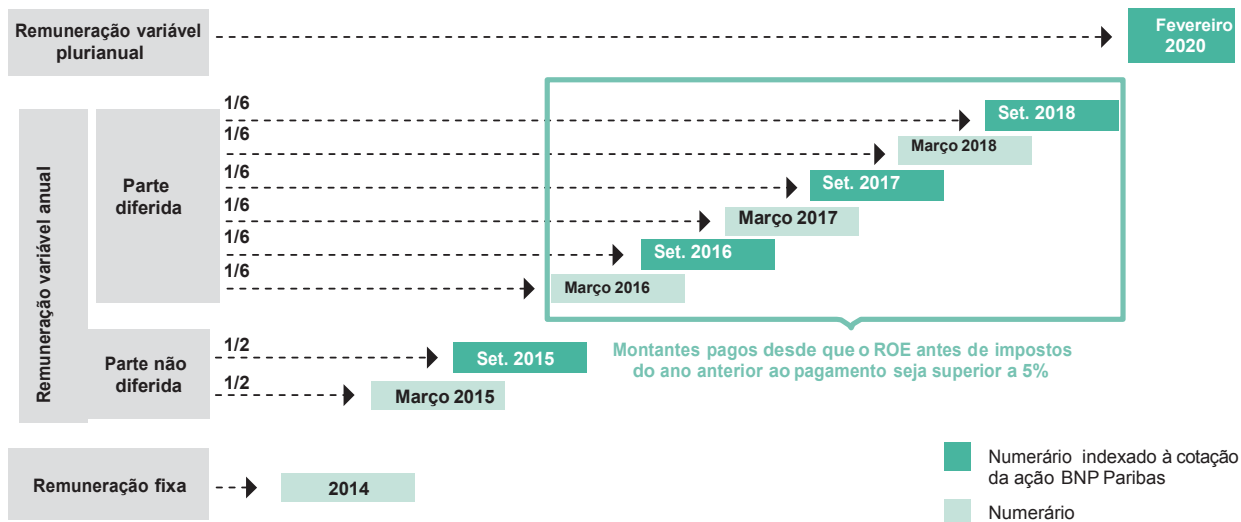 Remuneração variável
plurianual
Fevereiro
2020
Remuneração variável anual
Parte
diferida
1/6
Set. 2018
1/6
Março 2018
1/6
Set. 2017
1/6
Março 2017
1/6
Set. 2016
1/6
Março 2016
Montantes pagos desde que o ROE antes de impostos
do ano anterior ao pagamento seja superior a 5%
Parte não
diferida
1/2
Set. 2015
1/2
Março 2015
Remuneração fixa
2014
Numerário indexado à cotação
da ação BNP Paribas
Numerário